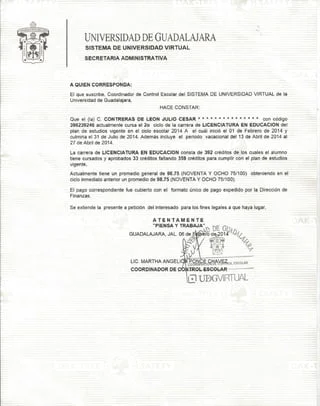 UNIVERSIDAD DE GUADALAJARA
SISTEMA DE UNIVERSIDAD VIRTUAL
SECRETARIA ADMINISTRATIVA
A QUIEN CORRESPONDA:
El que suscribe, Coordinador de Control Escolar del SISTEMA DE UNIVERSIDAD VIRTUAL de la
Universidad de Guadalajara,
HACE CONSTAR:
Que el (la) C. CONTRERAS DE LEON JULIO CESAR * * * * * * * * * * * * * * * con código
396235246 actualmente cursa el 2o ciclo de la carrera de LICENCIATURA EN EDUCACION del
plan de estudios vigente en el ciclo escolar 2014 A el cuál inició el 01 de Febrero de 2014 y
culmina el 31 de Julio de 2014. Además incluye el período vacacional del 13 de Abril de 2014 al
27 de Abril de 2014.
La carrera de LICENCIATURA EN EDUCACION consta de 392 créditos de los cuales el alumno
tiene cursados y aprobados 33 créditos faltando 359 créditos para cumplir con el plan de estudios
vigente.
Actualmente tiene un promedio general de 98.75 (NOVENTA Y OCHO 75/100) obteniendo en el
ciclo inmediato anterior un promedio de 98.75 (NOVENTA Y OCHO 75/100);
El pago correspondiente fue cubierto con el formato único de pago expedido por la Dirección de
Finanzas.
Se extiende la presente a petición del interesado para los fines legales a que haya lugar.
A T E N T A M E N T E
"PIENSA Y TRABAJA"
GUADALAJARA, JAL. 06 de Febrero de 2014
LIC. MARTHA ANGELICA PONCE CHAVEZ
COORDINADOR DE CONTROL ESCOLAR
UDGVIRTUAL